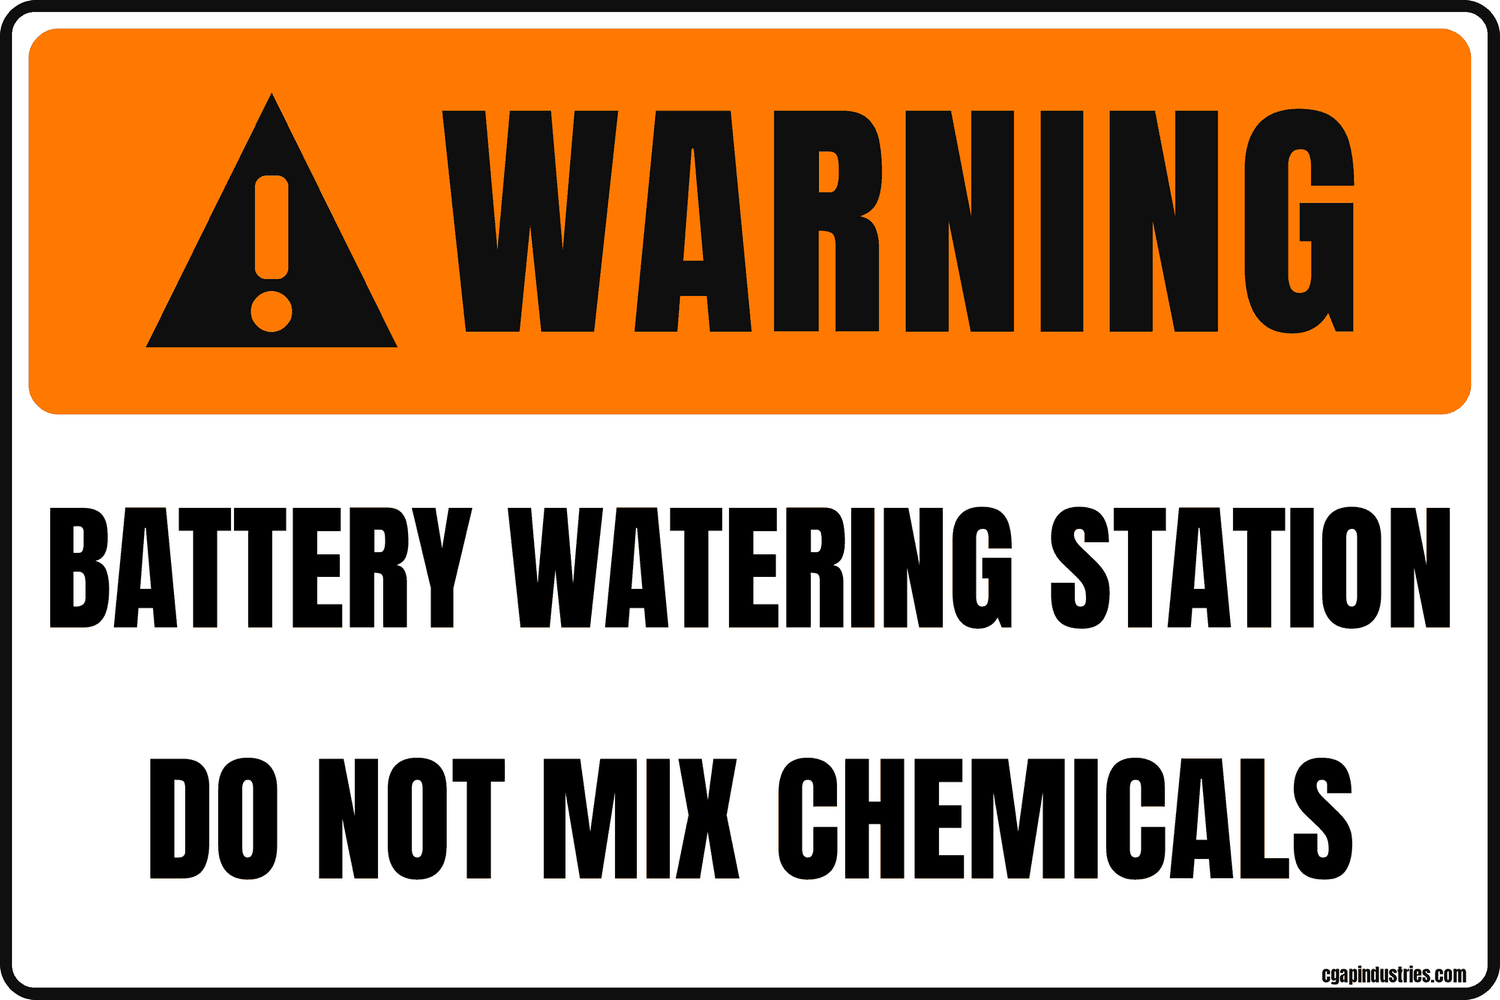 WARNING
BATTERY WATERING STATION
DO NOT MIX CHEMICALS
cgapindustries.com